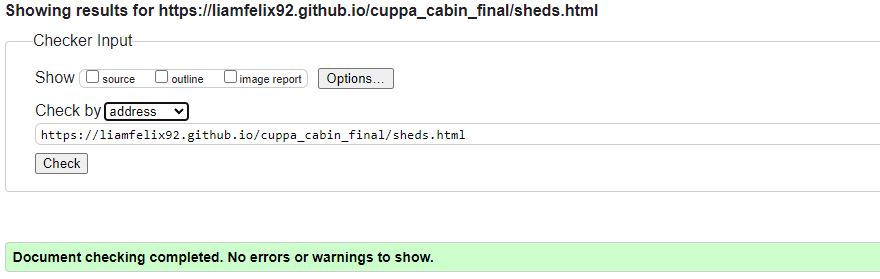 Showing results for https://liamfelix92.github.io/cuppa_cabin_final/sheds.html
Checker Input
Show source outline image report Options...
Check by address
https://liamfelix92.github.io/cuppa_cabin_final/sheds.html
Check
Document checking completed. No errors or warnings to show.